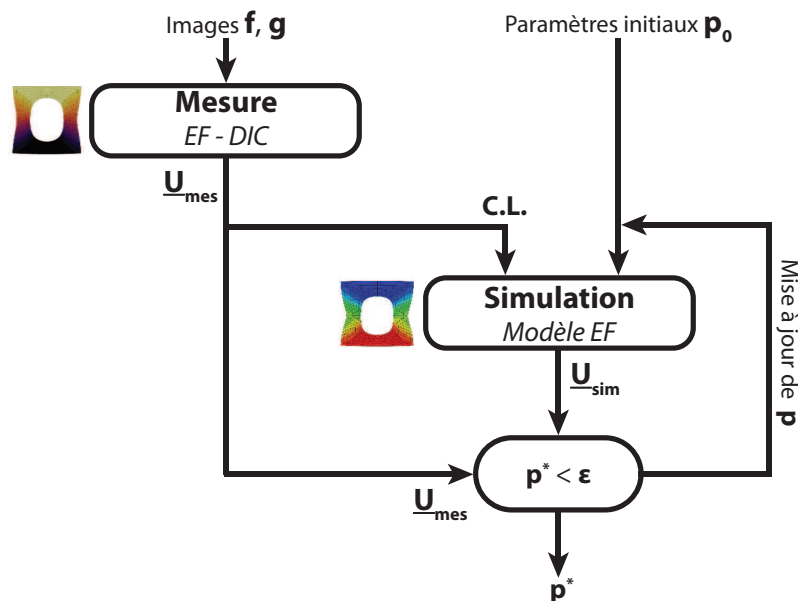 Images f, g
Paramètres initiaux p0
Mesure
EF - DIC
Umes
C.L.
Simulation
Modèle EF
Usim
Mise à jour de p
p* < ε
Umes
p*